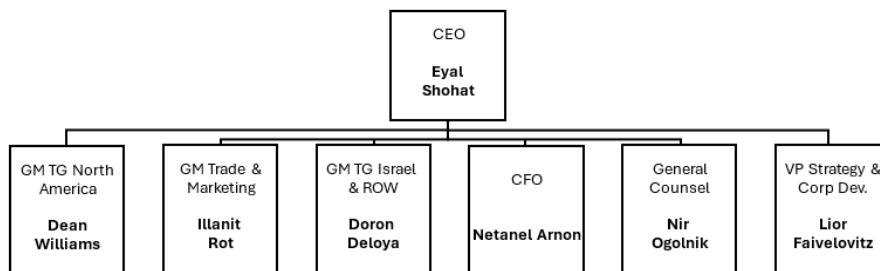 CEO
Eyal
Shohat
GM TG North
America
Dean
Williams
GM Trade &
Marketing
Illanit
Rot
GM TG Israel
& ROW
Doron
Deloya
CFO
Netanel Arnon
General
Counsel
Nir
Ogolnik
VP Strategy &
Corp Dev.
Lior
Faivelovitz